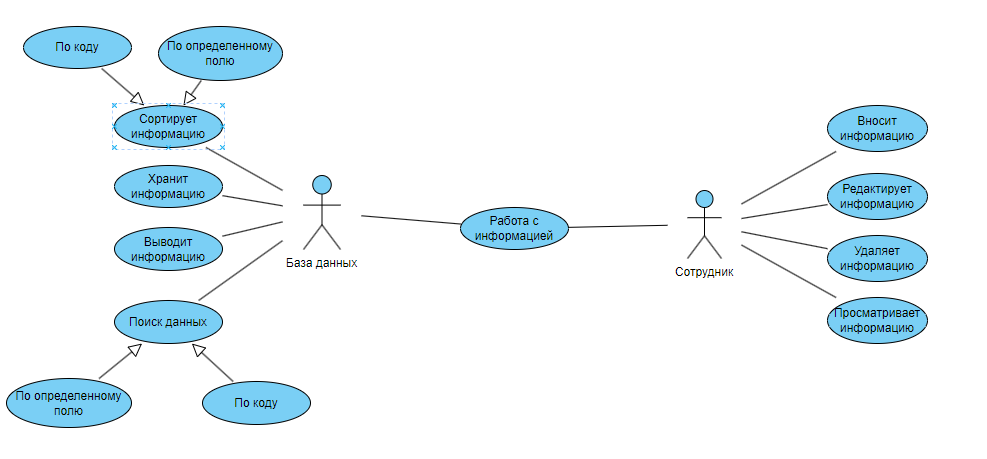 По коду
По определенному
полю
Сортирует
информацию
Хранит
информацию
Выводит
информацию
База данных
Поиск данных
По определенному
полю
По коду
Работа с
информацией
Сотрудник
Вносит
информацию
Редактирует
информацию
Удаляет
информацию
Просматривает
информацию